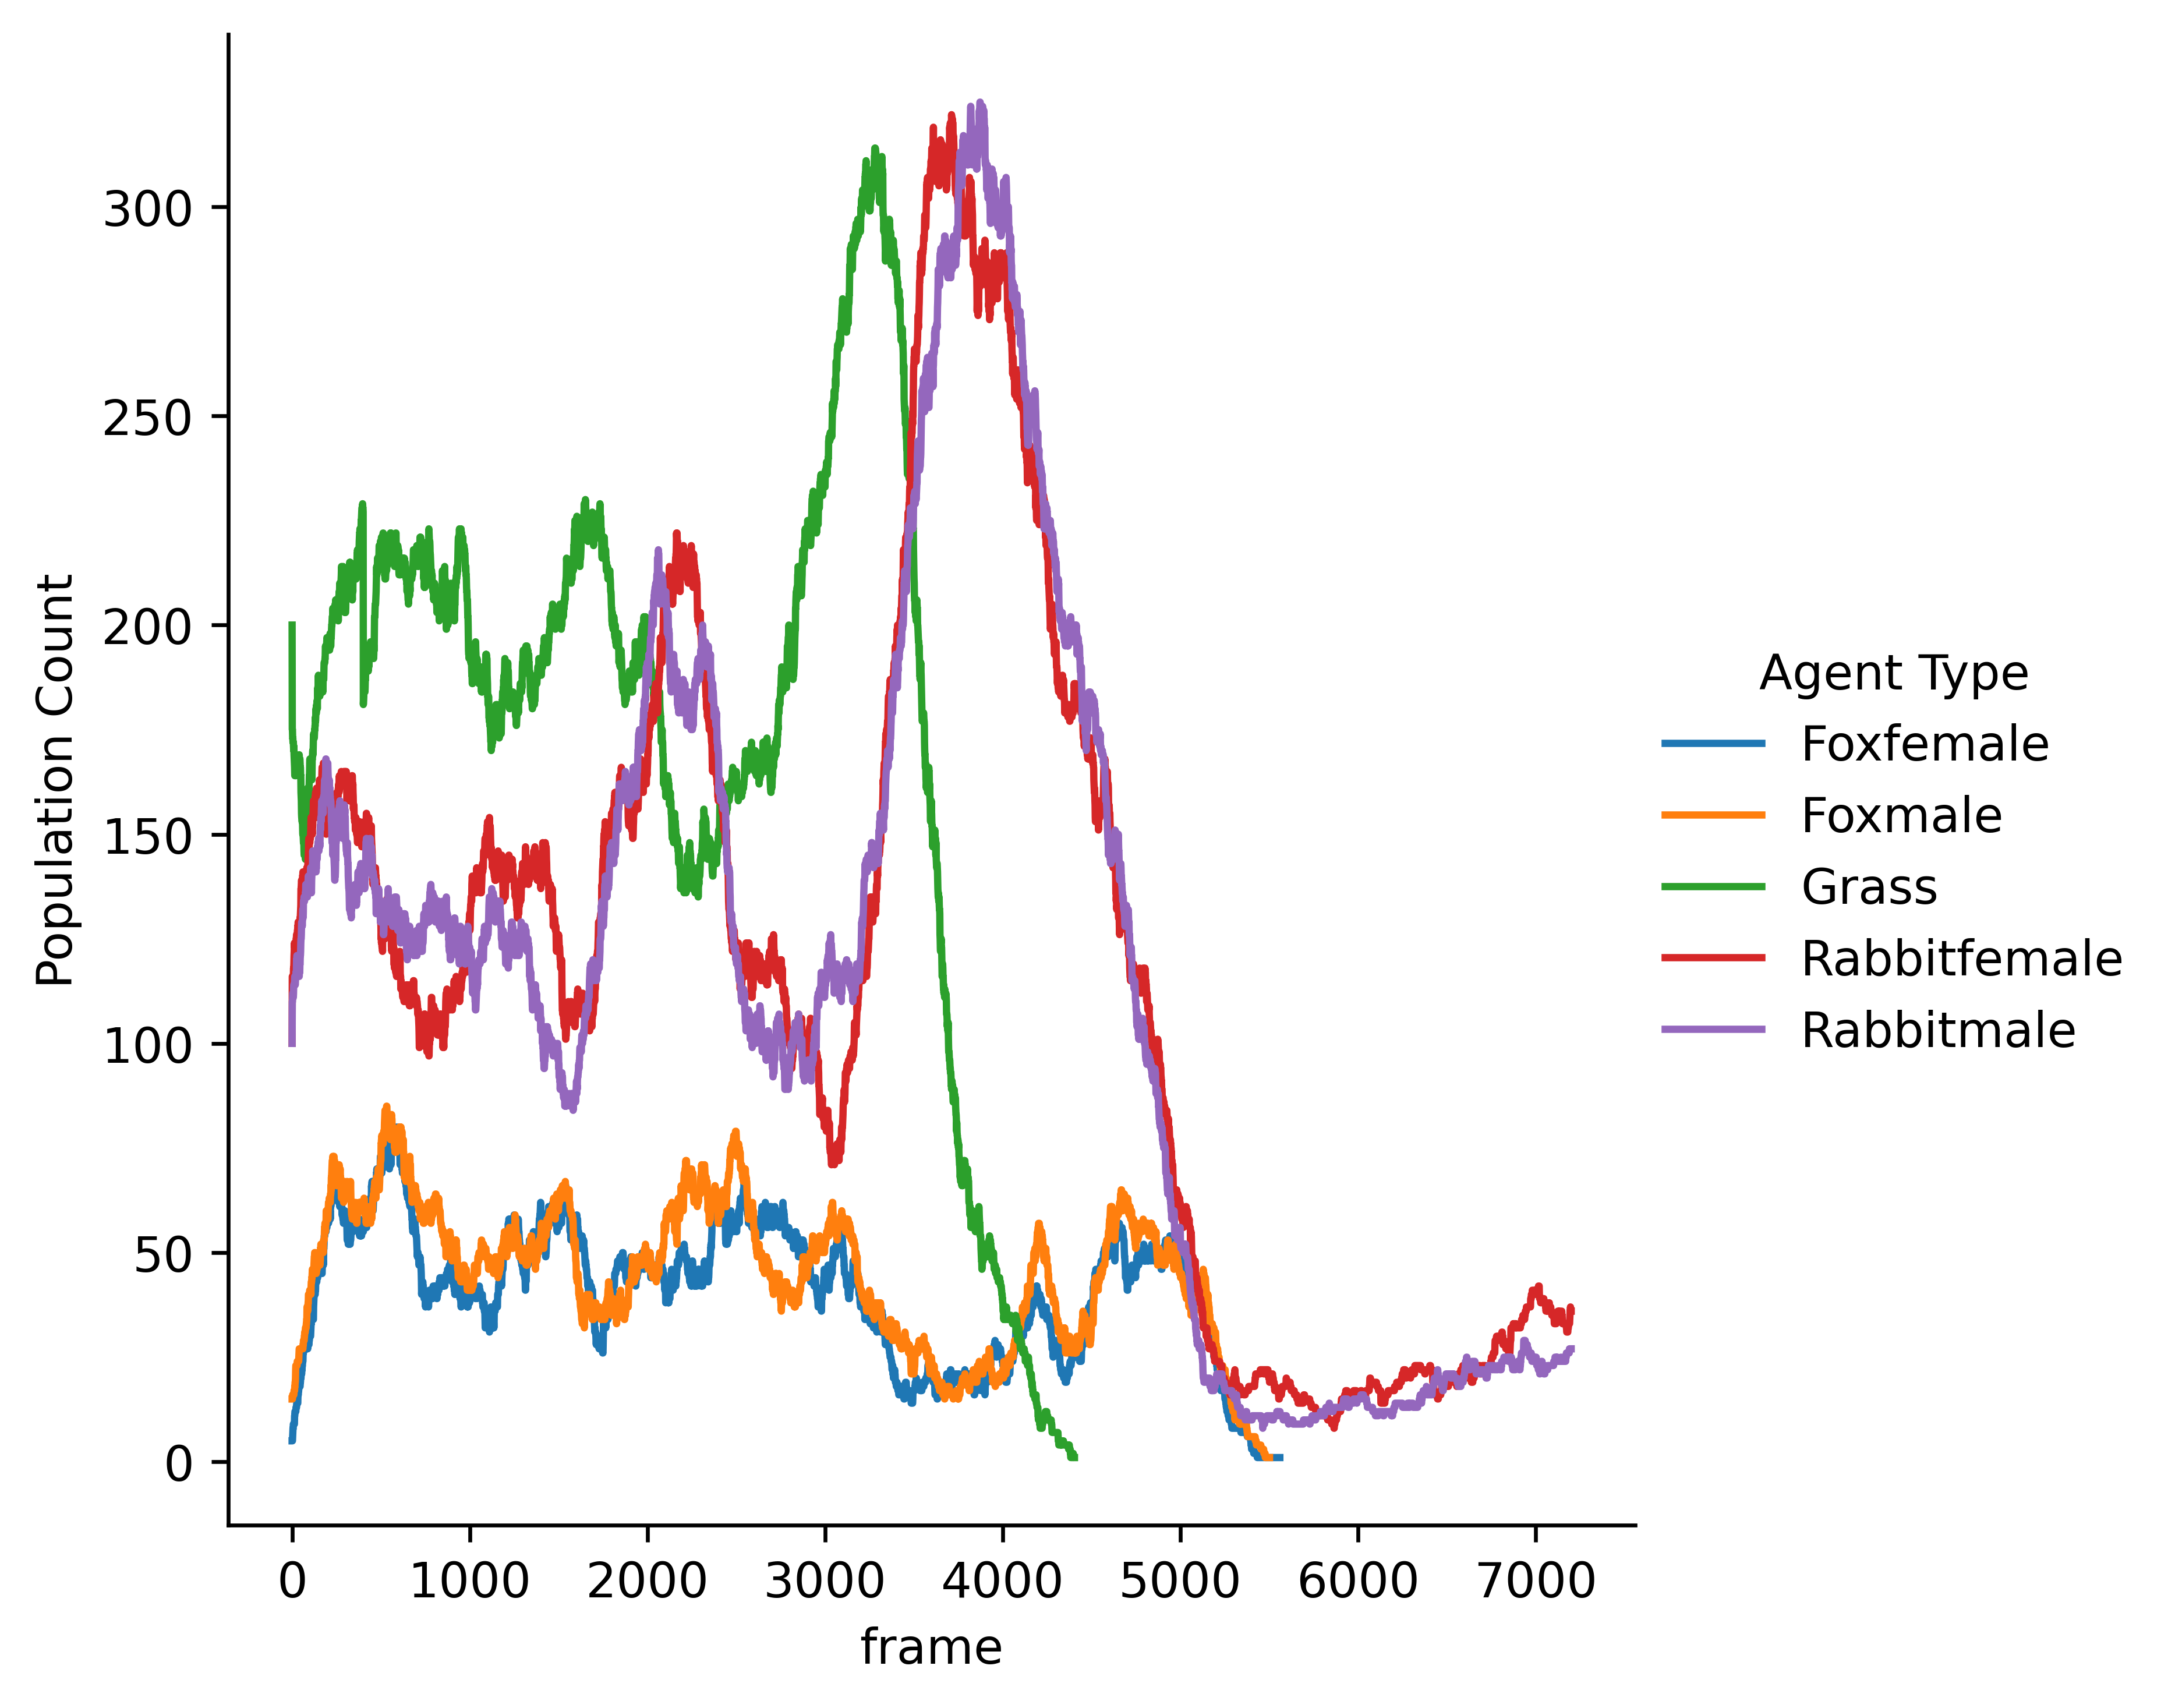 300
250
200
150
100
50
0
Population Count
0 1000 2000 3000 4000 5000 6000 7000
frame
Agent Type
Foxfemale
Foxmale
Grass
Rabbitfemale
Rabbitmale